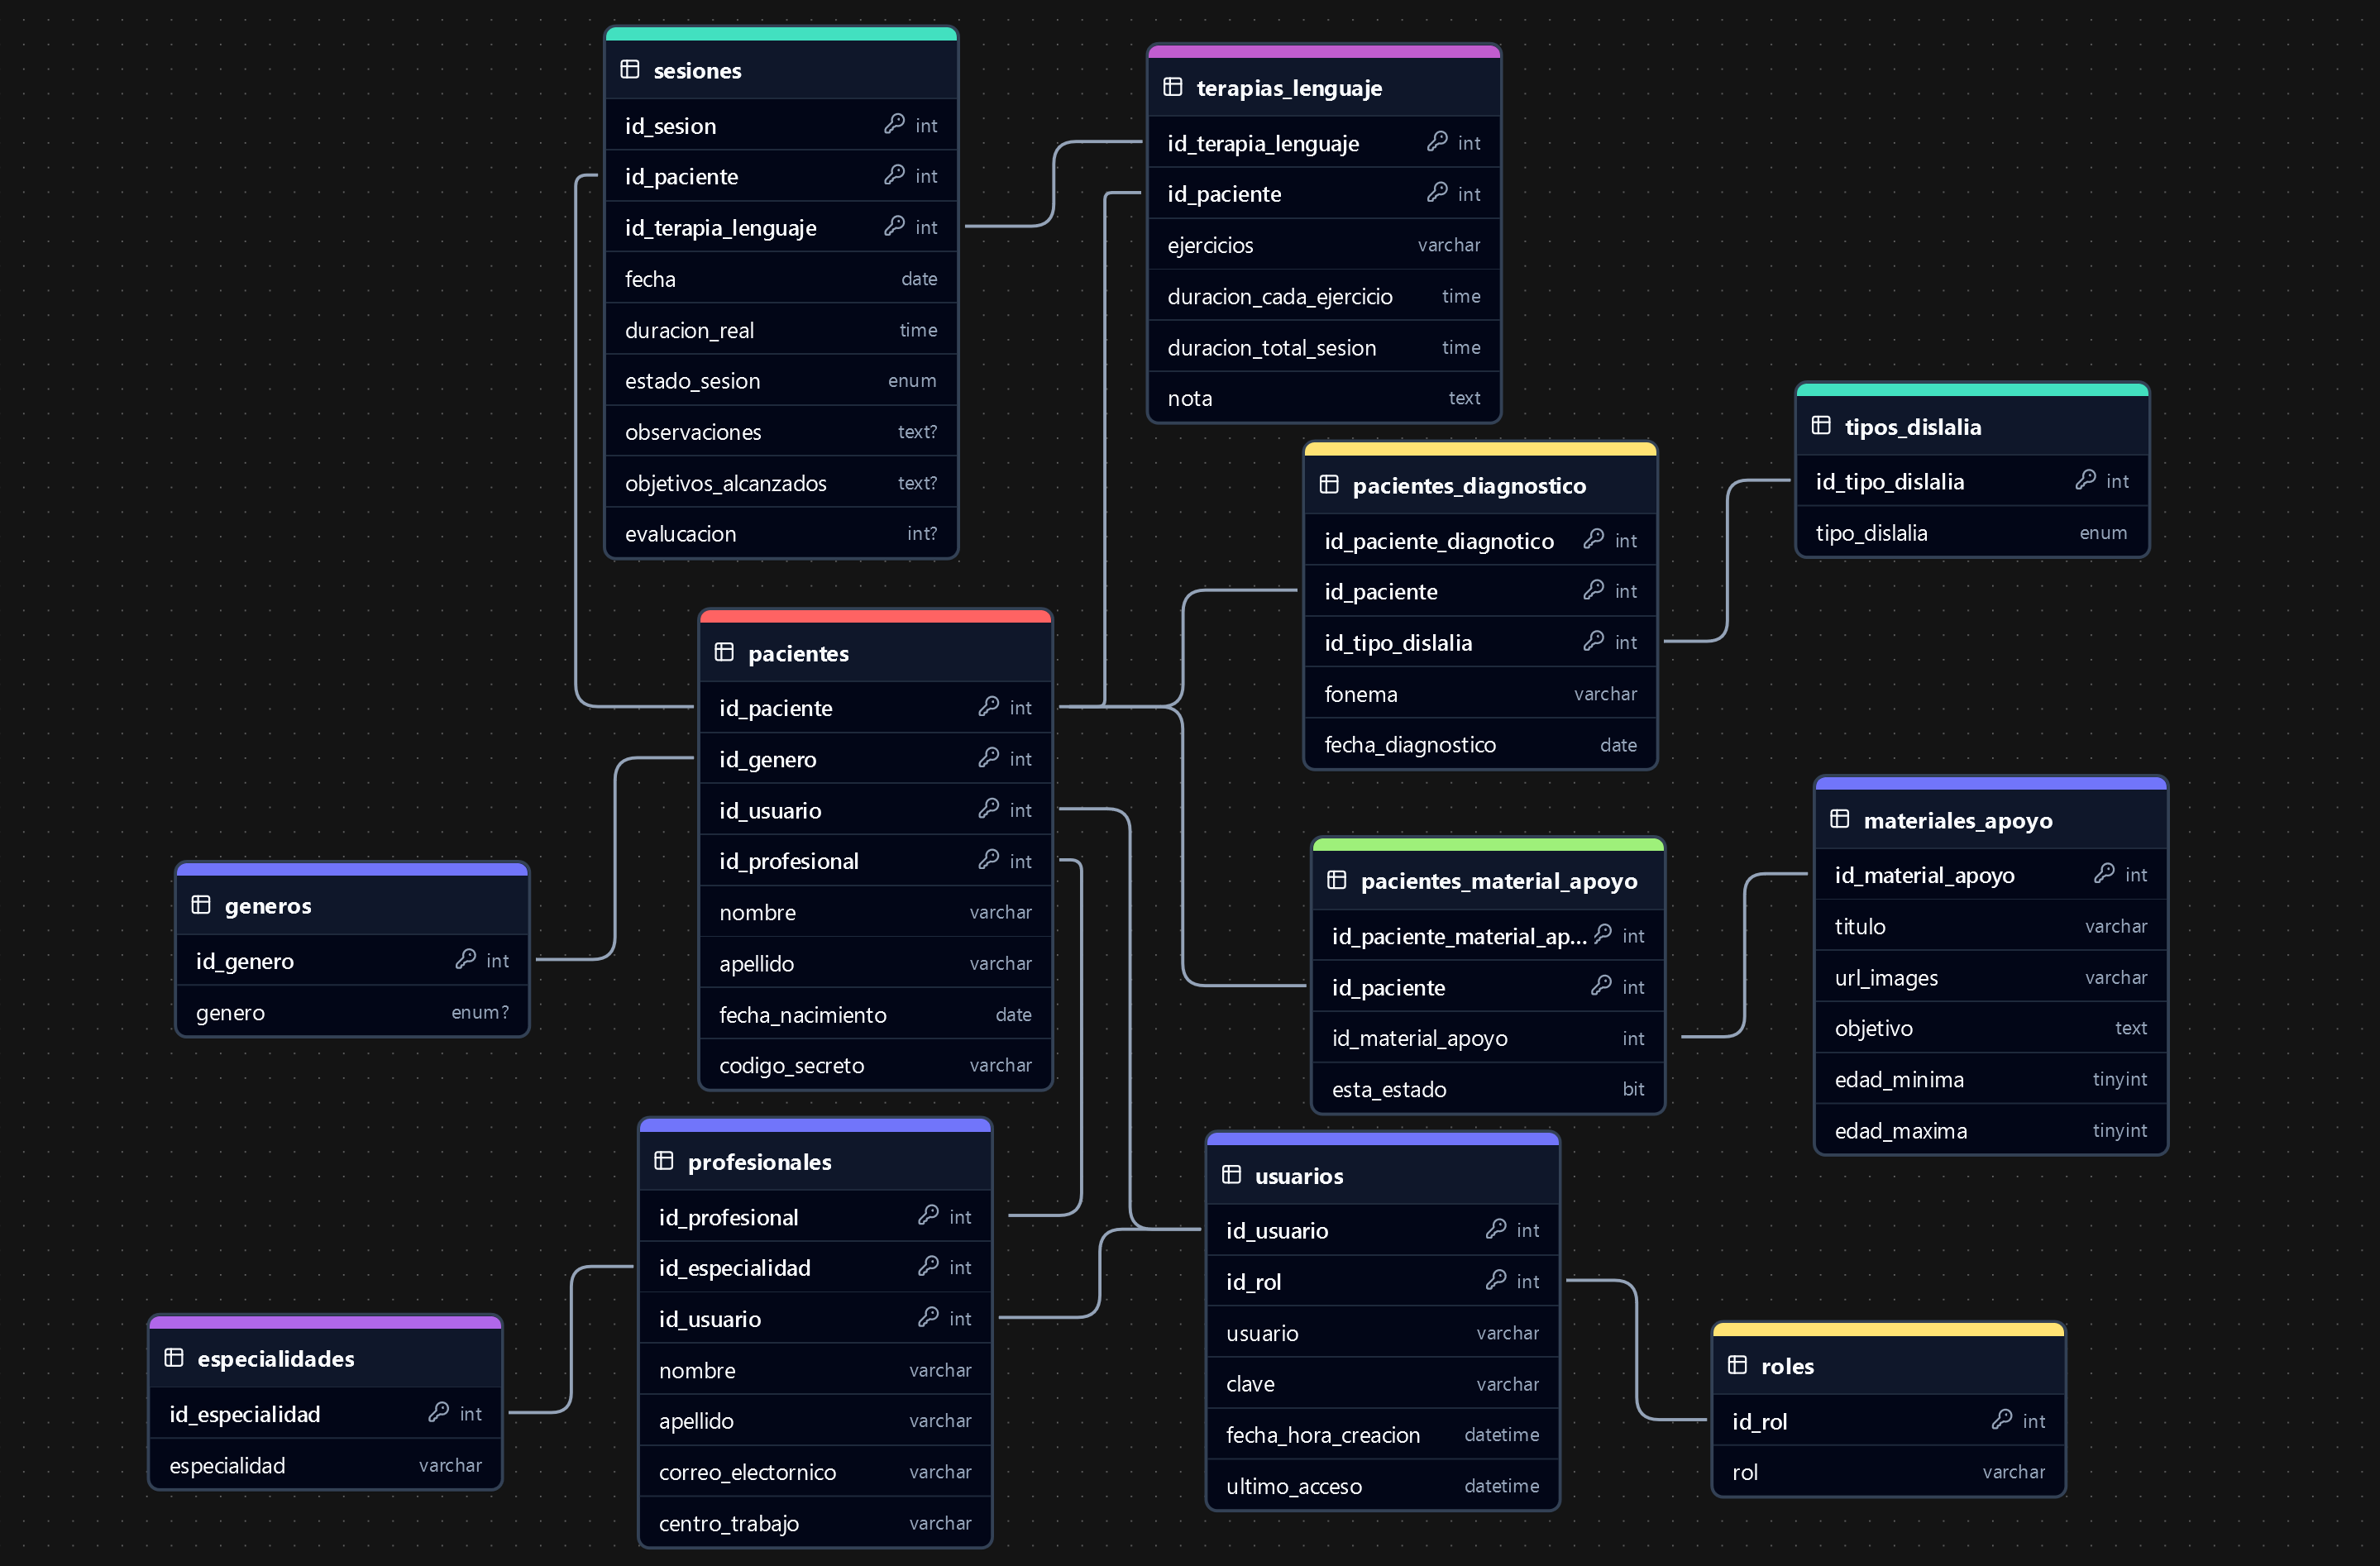 sesiones
id_sesion int
id_paciente int
id_terapia_lenguaje int
fecha date
duracion_real time
estado_sesion enum
observaciones text?
objetivos_alcanzados text?
evalucacion int?
terapias_lenguaje
id_terapia_lenguaje int
id_paciente int
ejercicios varchar
duracion_cada_ejercicio time
duracion_total_sesion time
nota text
tipos_dislalia
id_tipo_dislalia int
tipo_dislalia enum
pacientes_diagnostico
id_paciente_diagnotico int
id_paciente int
id_tipo_dislalia int
fonema varchar
fecha_diagnostico date
pacientes
id_paciente int
id_genero int
id_usuario int
id_profesional int
nombre varchar
apellido varchar
fecha_nacimiento date
codigo_secreto varchar
materiales_apoyo
id_material_apoyo int
titulo varchar
url_images varchar
objetivo text
edad_minima tinyint
edad_maxima tinyint
pacientes_material_apoyo
id_paciente_material_ap... int
id_paciente int
id_material_apoyo int
esta_estado bit
generos
id_genero int
genero enum?
profesionales
id_profesional int
id_especialidad int
id_usuario int
nombre varchar
apellido varchar
correo_electornico varchar
centro_trabajo varchar
usuarios
id_usuario int
id_rol int
usuario varchar
clave varchar
fecha_hora_creacion datetime
ultimo_acceso datetime
especialidades
id_especialidad int
especialidad varchar
roles
id_rol int
rol varchar